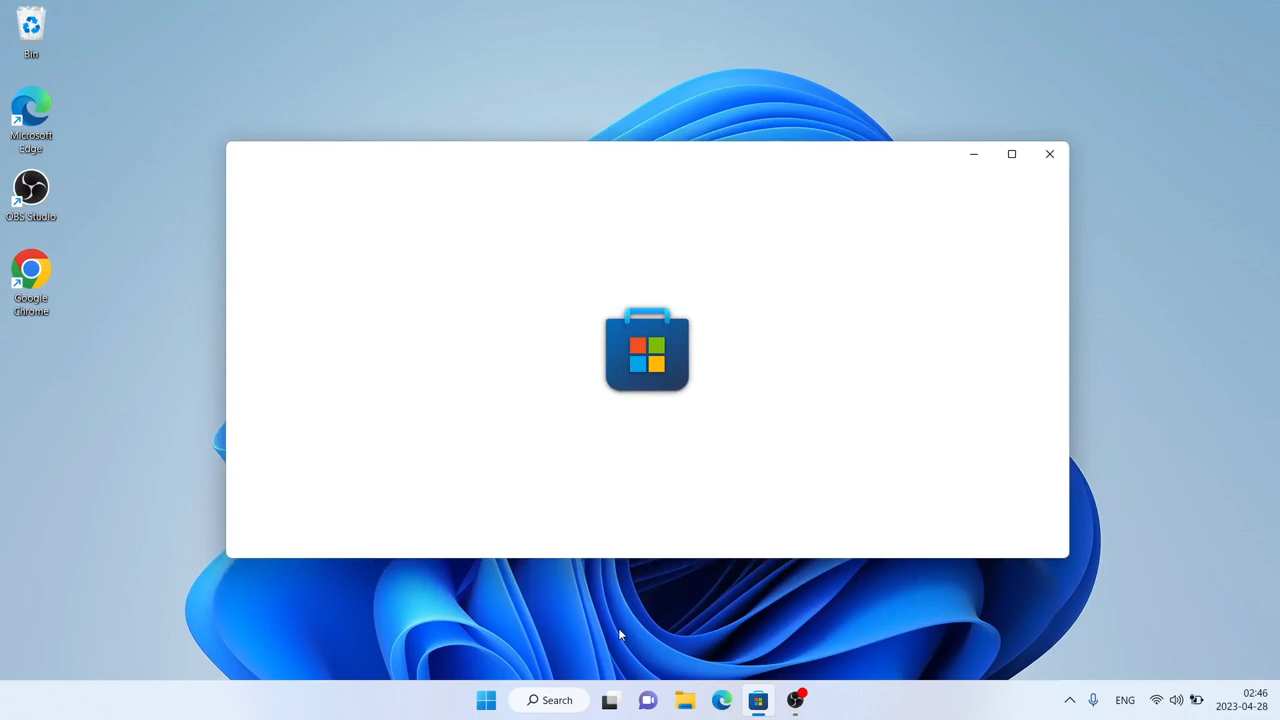 Bin
Microsoft
Edge
OBS Studio
Google
Chrome
Search
ENG
02:46
2023-04-28